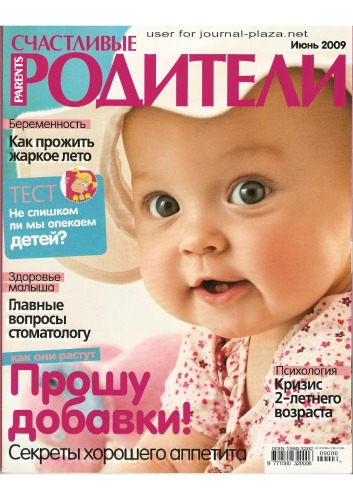 user for journal-plaza.net
СЧАСТЛИВЫЕ
Июнь 2009
PARENTS
РОДИТЕЛИ
Беременность
Как прожить
жаркое лето
ТЕСТ
Не слишком
ли мы опекаем
детей?
Здоровье
малыша
Главные
вопросы
стоматологу
как они растут
Прошу
добавки!
Секреты хорошего аппетита
Психология
Кризис
2-летнего
возраста
09006